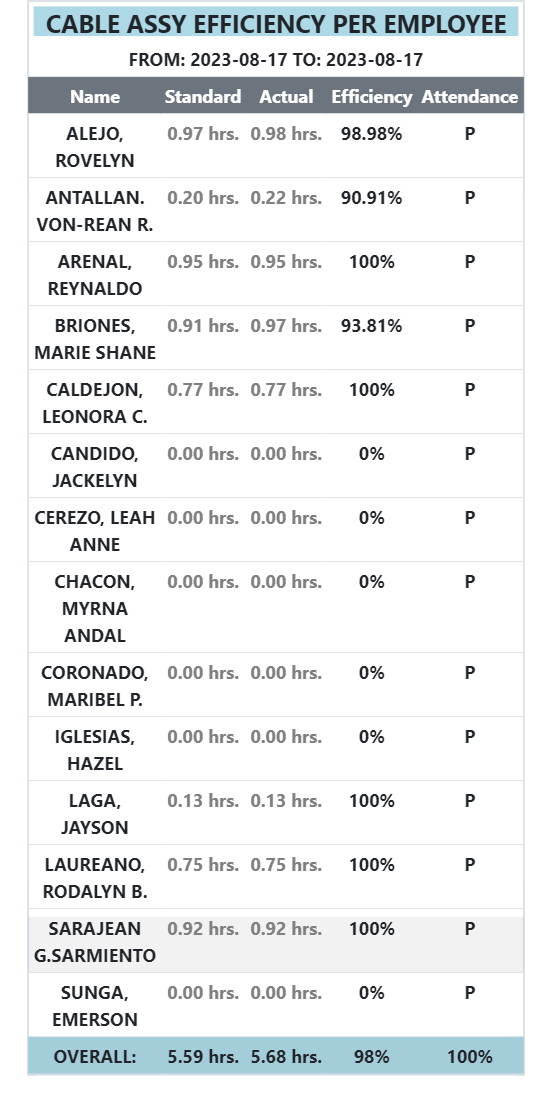 CABLE ASSY EFFICIENCY PER EMPLOYEE
FROM: 2023-08-17 TO: 2023-08-17
Name Standard Actual Efficiency Attendance
ALEJO, 0.97 hrs. 0.98 hrs. 98.98% P
ROVELYN
ANTALLAN. 0.20 hrs. 0.22 hrs. 90.91% P
VON-REAN R.
ARENAL, 0.95 hrs. 0.95 hrs. 100% P
REYNALDO
BRIONES, 0.91 hrs. 0.97 hrs. 93.81% P
MARIE SHANE
CALDEJON, 0.77 hrs. 0.77 hrs. 100% P
LEONORA C.
CANDIDO, 0.00 hrs. 0.00 hrs. 0% P
JACKELYN
CEREZO, LEAH 0.00 hrs. 0.00 hrs. 0% P
ANNE
CHACON, 0.00 hrs. 0.00 hrs. 0% P
MYRNA
ANDAL
CORONADO, 0.00 hrs. 0.00 hrs. 0% P
MARIBEL P.
IGLESIAS, 0.00 hrs. 0.00 hrs. 0% P
HAZEL
LAGA, 0.13 hrs. 0.13 hrs. 100% P
JAYSON
LAUREANO, 0.75 hrs. 0.75 hrs. 100% P
RODALYN B.
SARAJEAN 0.92 hrs. 0.92 hrs. 100% P
G.SARMIENTO
SUNGA, 0.00 hrs. 0.00 hrs. 0% P
EMERSON
OVERALL: 5.59 hrs. 5.68 hrs. 98% 100%